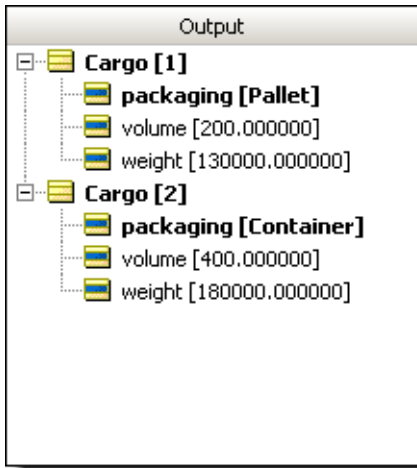 Output
Cargo [1]
packaging [Pallet]
volume [200.000000]
weight [130000.000000]
Cargo [2]
packaging [Container]
volume [400.000000]
weight [180000.000000]